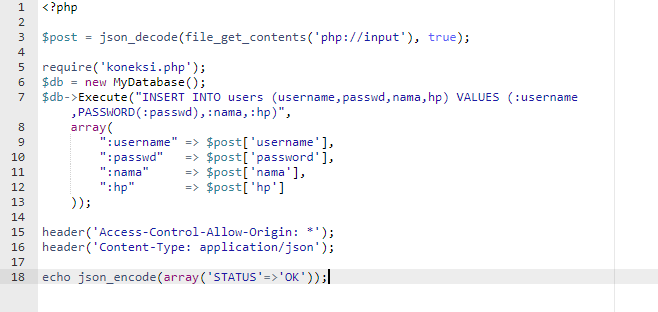 1 <?php
2
3 $post = json_decode(file_get_contents('php://input'), true);
4
5 require('koneksi.php');
6 $db = new MyDatabase();
7 $db->Execute("INSERT INTO users (username,passwd,nama,hp) VALUES (:username
,PASSWORD(:passwd),:nama,:hp)",
8 array(
9 ":username" => $post['username'],
10 ":passwd" => $post['password'],
11 ":nama" => $post['nama'],
12 ":hp" => $post['hp']
13 ));
14
15 header('Access-Control-Allow-Origin: *');
16 header('Content-Type: application/json');
17
18 echo json_encode(array('STATUS'=>'OK'));